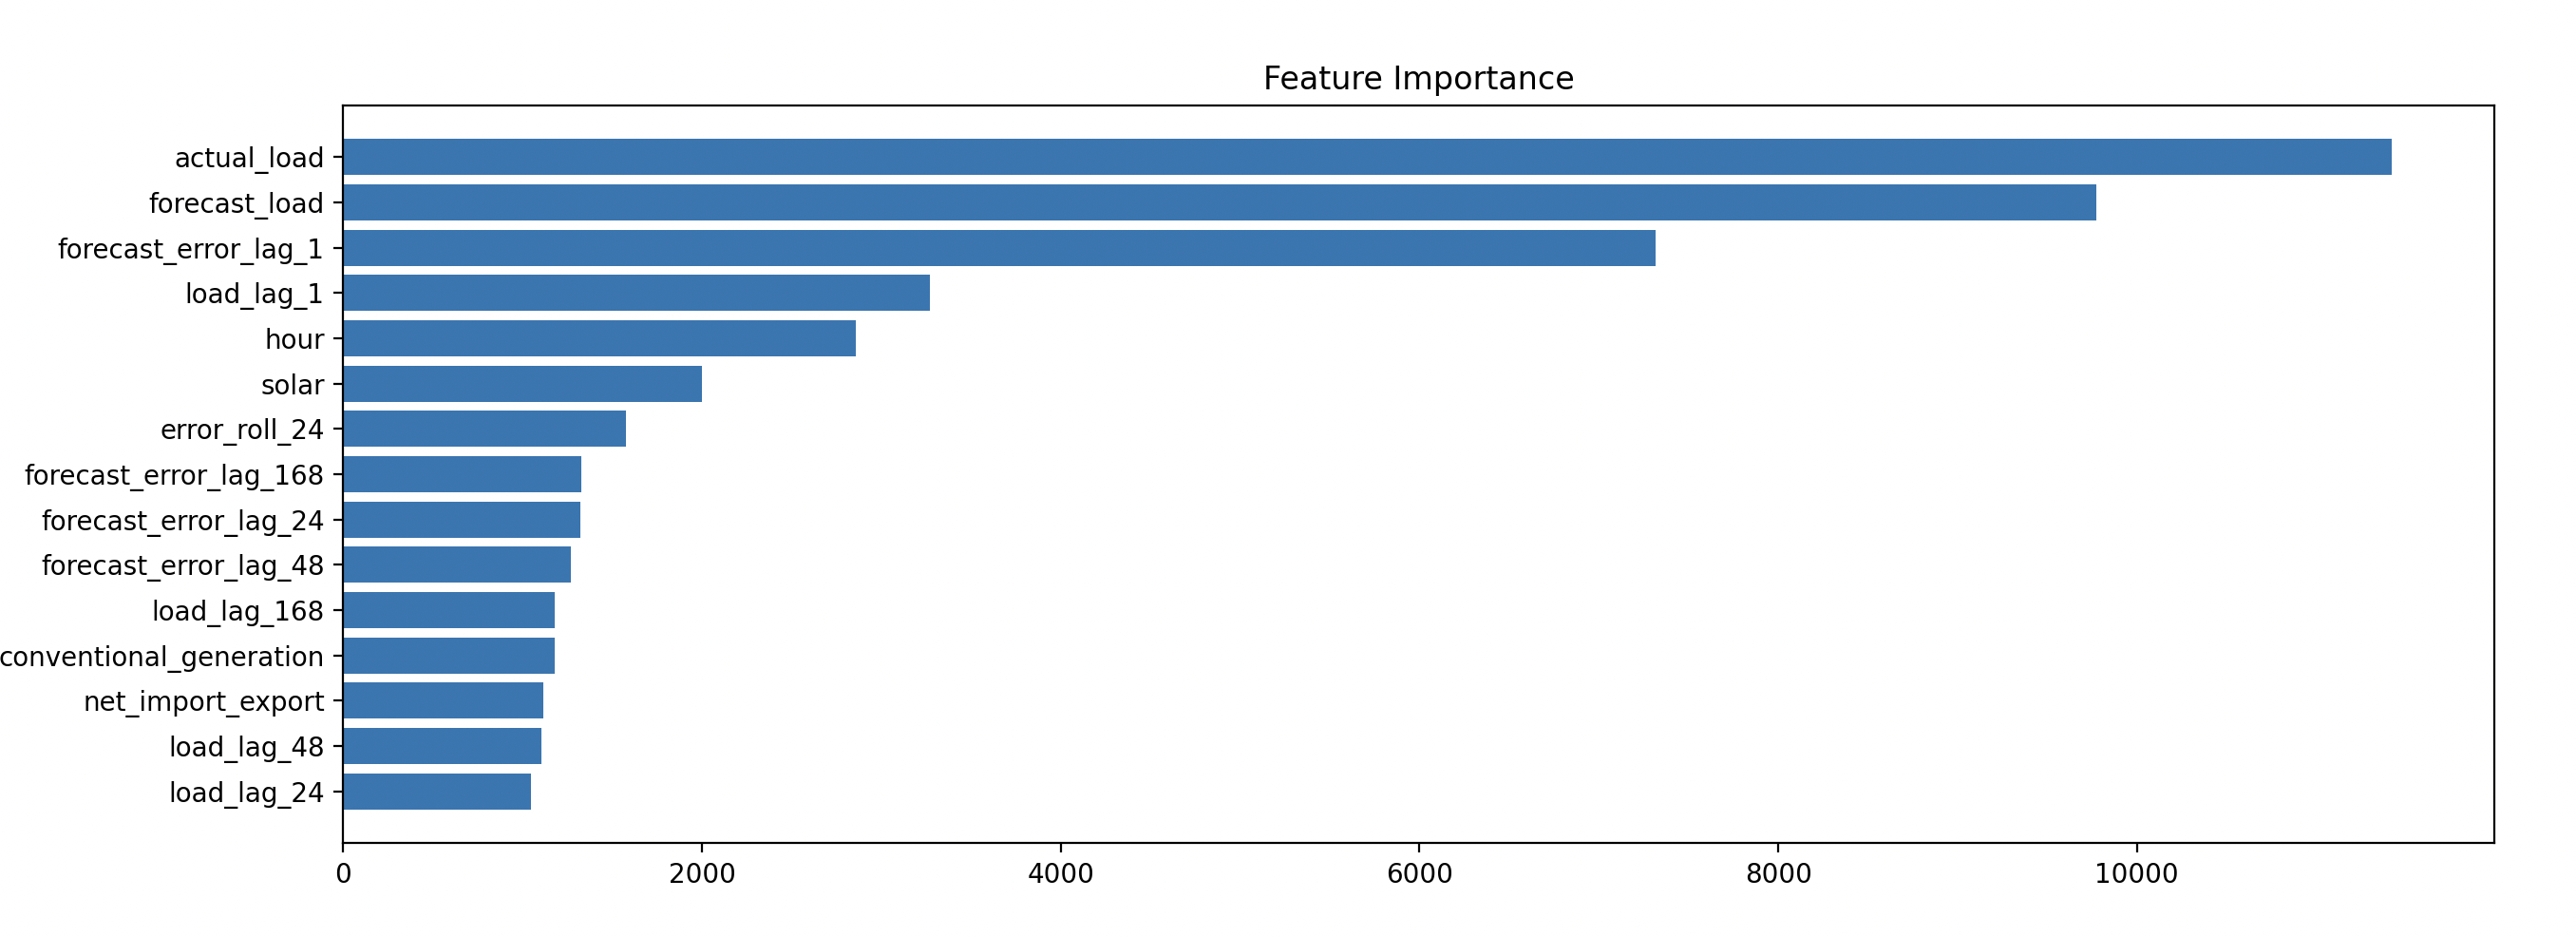 Feature Importance
actual_load
forecast_load
forecast_error_lag_1
load_lag_1
hour
solar
error_roll_24
forecast_error_lag_168
forecast_error_lag_24
forecast_error_lag_48
load_lag_168
conventional_generation
net_import_export
load_lag_48
load_lag_24
0 2000 4000 6000 8000 10000